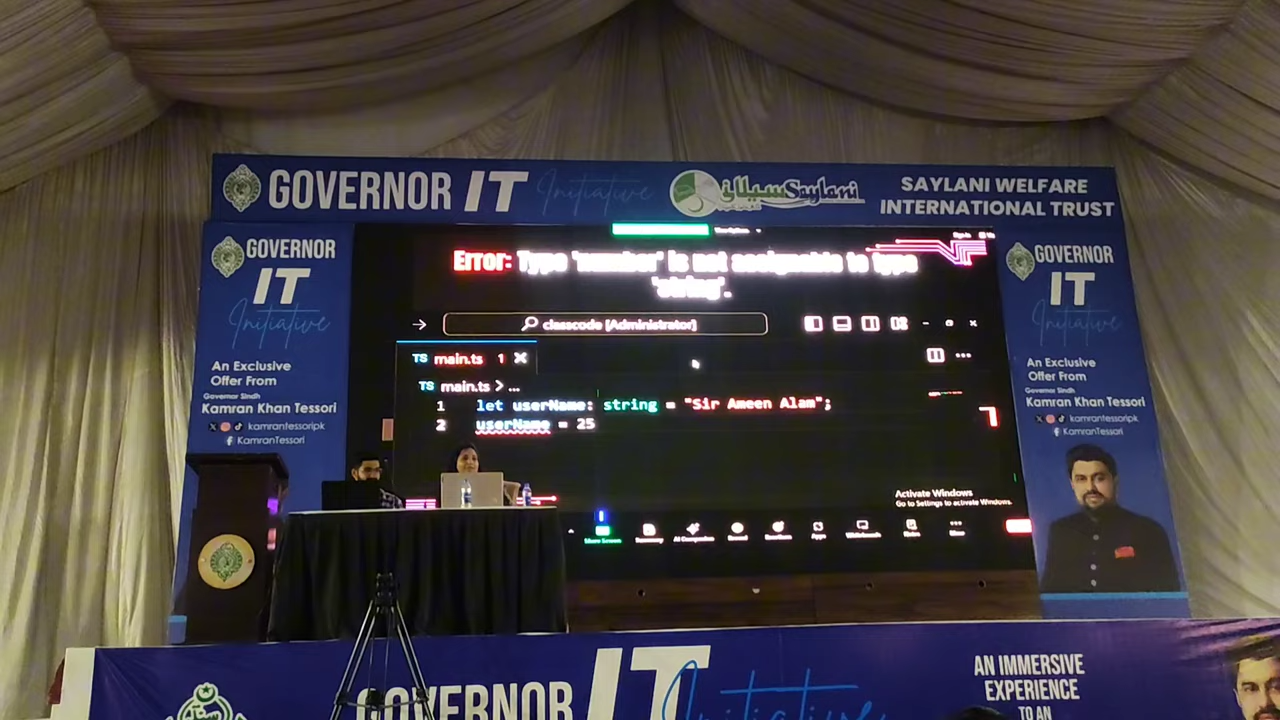 GOVERNOR IT Initiative
سیلانی Saylani
SAYLANI WELFARE
INTERNATIONAL TRUST
GOVERNOR
IT
Initiative
An Exclusive
Offer From
Governor Sindh
Kamran Khan Tessori
kamrantessoripk
KamranTessori
Error: Type 'number' is not assignable to type
'string'.
classcode [Administrator]
TS main.ts 1
TS main.ts > ...
1 let userName: string = "Sir Ameen Alam";
2 userName = 25
Activate Windows
Go to Settings to activate Windows.
Apps
GOVERNOR
IT
Initiative
An Exclusive
Offer From
Governor Sindh
Kamran Khan Tessori
kamrantessoripk
KamranTessori
GOVERNOR IT Initiative
AN IMMERSIVE
EXPERIENCE
TO AN